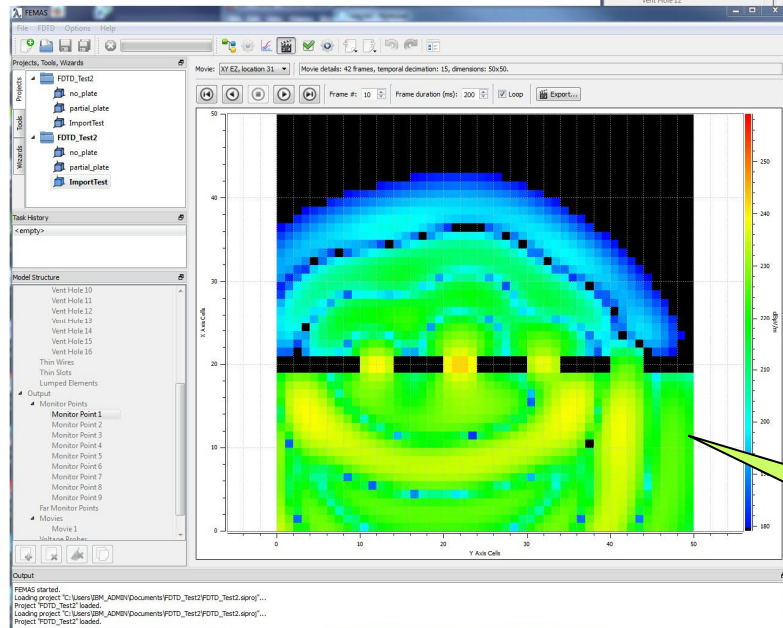 Vent Hole 12
FEMAS
File FDTD Options Help
Projects, Tools, Wizards
Projects
Tools
Wizards
FDTD_Test2
no_plate
partial_plate
ImportTest
FDTD_Test2
no_plate
partial_plate
ImportTest
Task History
<empty>
Model Structure
Vent Hole 10
Vent Hole 11
Vent Hole 12
Vent Hole 13
Vent Hole 14
Vent Hole 15
Vent Hole 16
Thin Wires
Thin Slots
Lumped Elements
Output
Monitor Points
Monitor Point 1
Monitor Point 2
Monitor Point 3
Monitor Point 4
Monitor Point 5
Monitor Point 6
Monitor Point 7
Monitor Point 8
Monitor Point 9
Far Monitor Points
Movies
Movie 1
Voltage Probes
Movie: XY EZ, location 31 Movie details: 42 frames, temporal decimation: 15, dimensions: 50x50.
Frame #: 10 Frame duration (ms): 200 Loop Export...
50
40
30
20
10
0
X Axis Cells
0 10 20 30 40 50
Y Axis Cells
250
240
230
220
210
200
180
Output
FEMAS started.
Loading project "C:\Users\IBM_ADMIN\Documents\FDTD_Test2\FDTD_Test2.siproj"...
Project "FDTD_Test2" loaded.
Loading project "C:\Users\IBM_ADMIN\Documents\FDTD_Test2\FDTD_Test2.siproj"...
Project "FDTD_Test2" loaded.